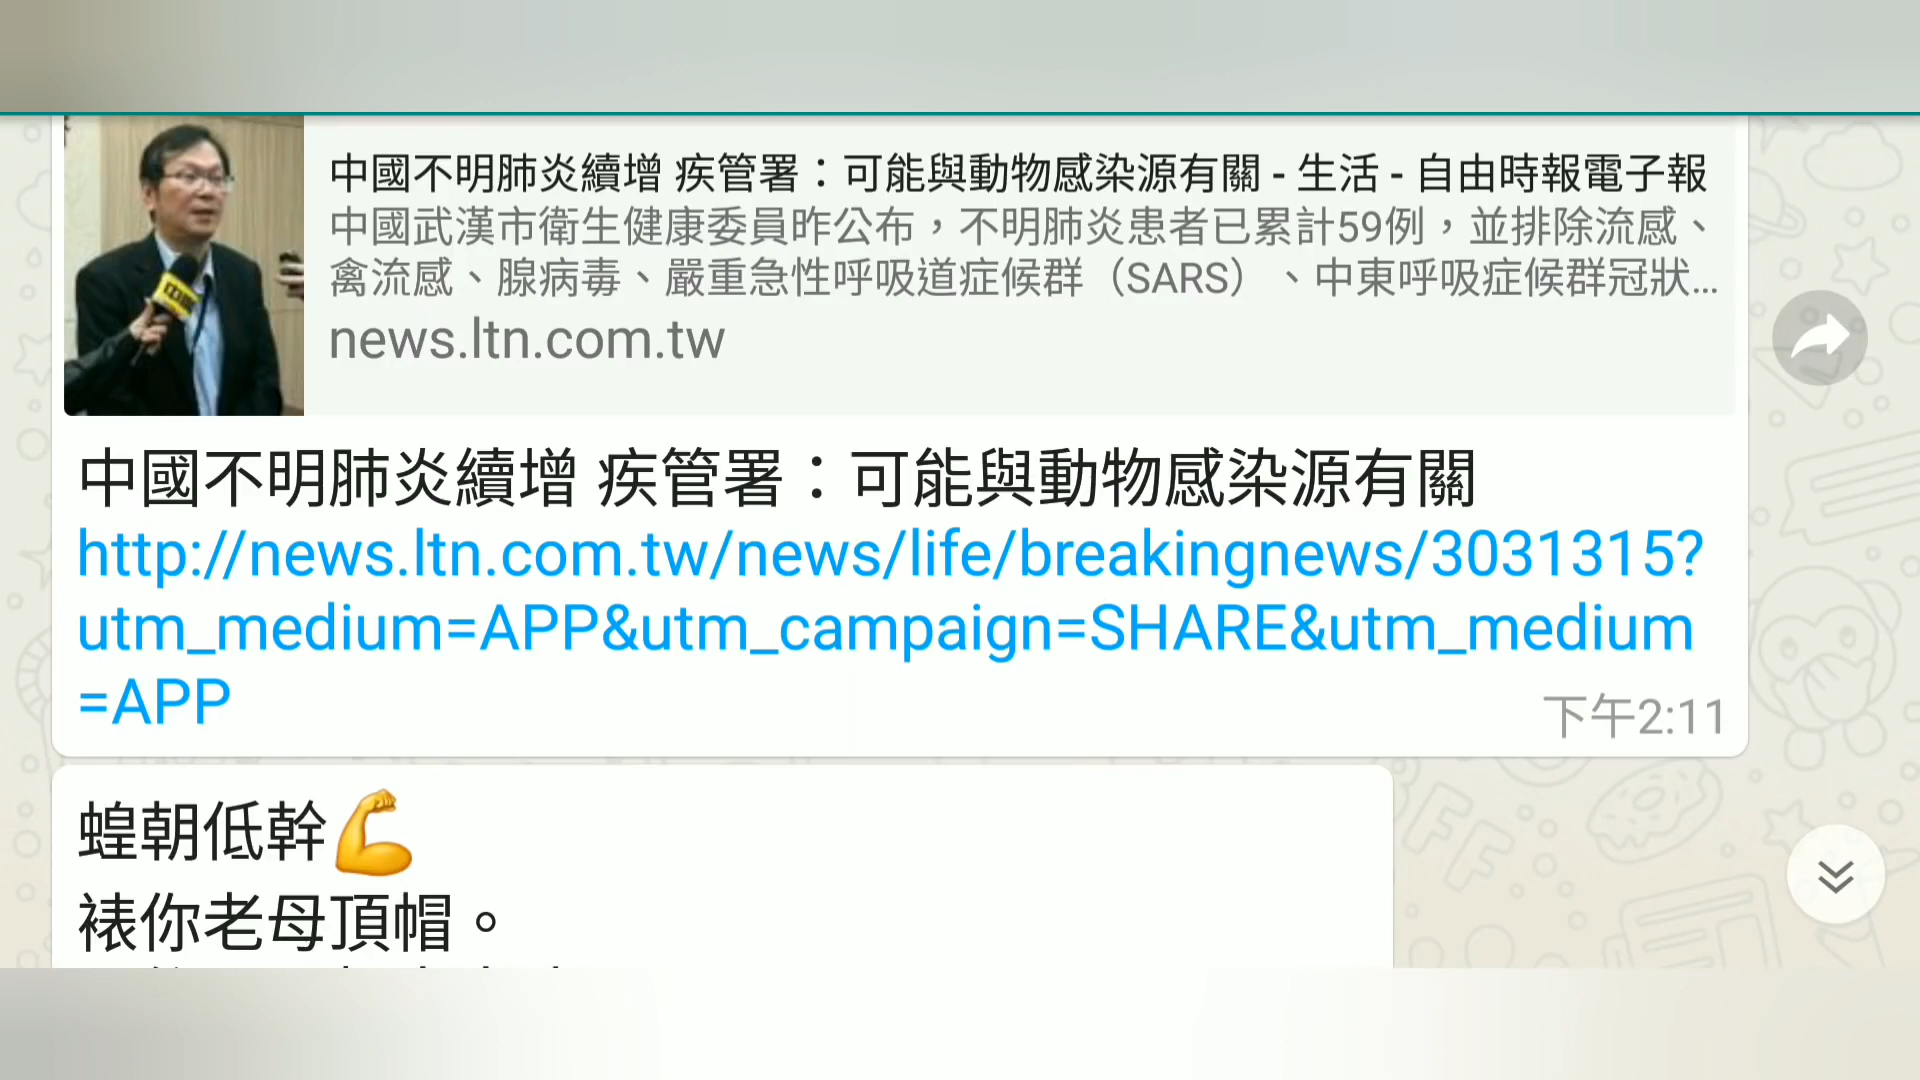 中國不明肺炎續增 疾管署：可能與動物感染源有關 - 生活 - 自由時報電子報
中國武漢市衛生健康委員昨公布，不明肺炎患者已累計59例，並排除流感、
禽流感、腺病毒、嚴重急性呼吸道症候群（SARS）、中東呼吸症候群冠狀...
news.ltn.com.tw
中國不明肺炎續增 疾管署：可能與動物感染源有關
http://news.ltn.com.tw/news/life/breakingnews/3031315?
utm_medium=APP&utm_campaign=SHARE&utm_medium
=APP
下午2:11
蝗朝低幹💪
裱你老母頂帽。